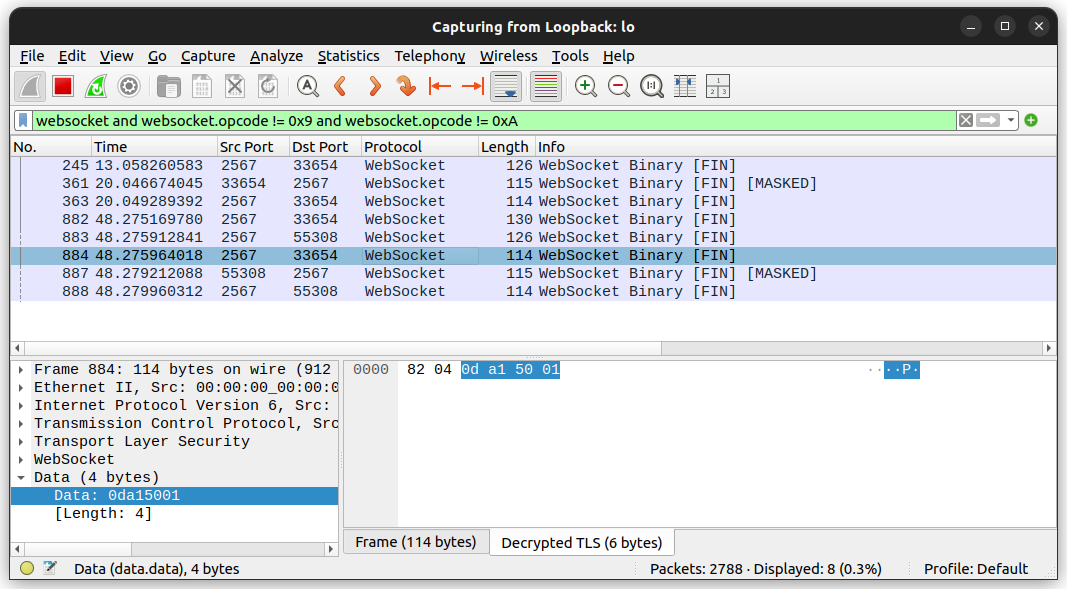 Capturing from Loopback: lo
File Edit View Go Capture Analyze Statistics Telephony Wireless Tools Help
websocket and websocket.opcode != 0x9 and websocket.opcode != 0xA
No. Time Src Port Dst Port Protocol Length Info
245 13.058260583 2567 33654 WebSocket 126 WebSocket Binary [FIN]
361 20.046674045 33654 2567 WebSocket 115 WebSocket Binary [FIN] [MASKED]
363 20.049289392 2567 33654 WebSocket 114 WebSocket Binary [FIN]
882 48.275169780 2567 33654 WebSocket 130 WebSocket Binary [FIN]
883 48.275912841 2567 55308 WebSocket 126 WebSocket Binary [FIN]
884 48.275964018 2567 33654 WebSocket 114 WebSocket Binary [FIN]
887 48.279212088 55308 2567 WebSocket 115 WebSocket Binary [FIN] [MASKED]
888 48.279960312 2567 55308 WebSocket 114 WebSocket Binary [FIN]
Frame 884: 114 bytes on wire (912
Ethernet II, Src: 00:00:00_00:00:0
Internet Protocol Version 6, Src:
Transmission Control Protocol, Src
Transport Layer Security
WebSocket
Data (4 bytes)
Data: 0da15001
[Length: 4]
0000 82 04 0d a1 50 01 ····P·
Frame (114 bytes) Decrypted TLS (6 bytes)
Data (data.data), 4 bytes Packets: 2788 · Displayed: 8 (0.3%) Profile: Default